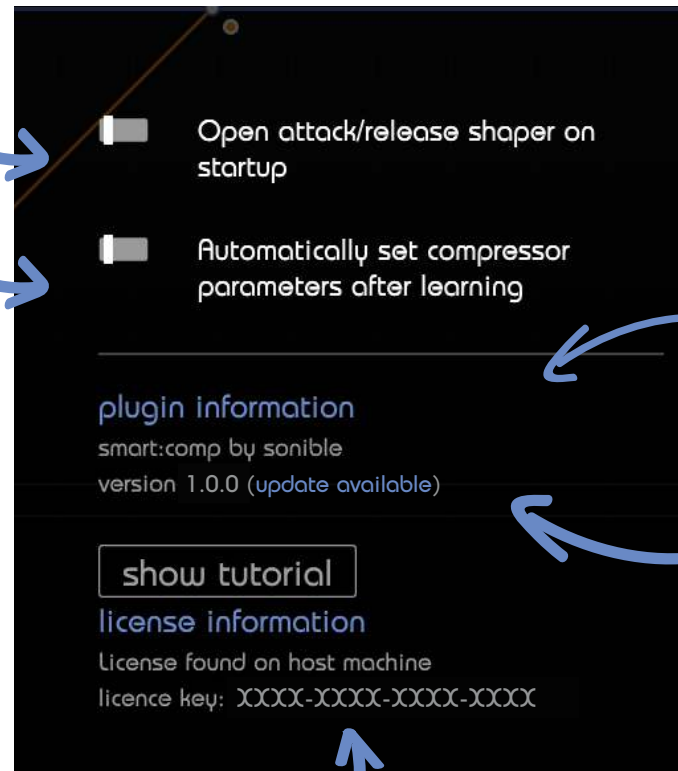 Open attack/release shaper on
startup
Automatically set compressor
parameters after learning
plugin information
smart:comp by sonible
version 1.0.0 (update available)
show tutorial
license information
License found on host machine
licence key: XXXX-XXXX-XXXX-XXXX